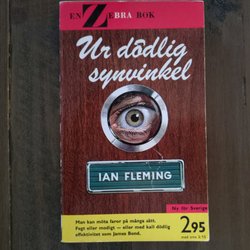 EN ZEBRA BOK
Ur dödlig
synvinkel
IAN FLEMING
Ny för Sverige
Man kan möta faror på många sätt.
Fegt eller modigt — eller med kall dödlig
effektivitet som James Bond.
2.95